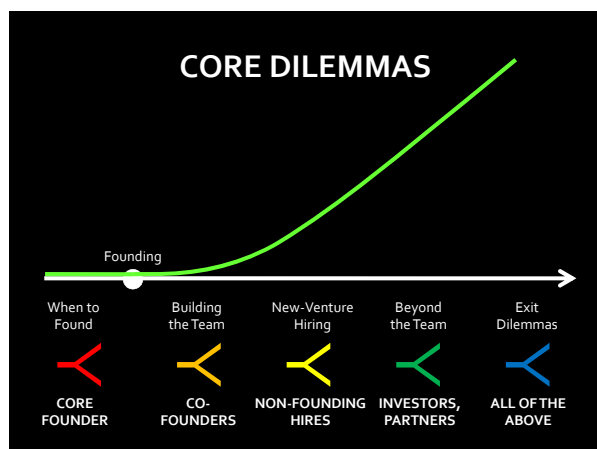 CORE DILEMMAS
Founding
When to
Found
Building
the Team
New-Venture
Hiring
Beyond
the Team
Exit
Dilemmas
CORE
FOUNDER
CO-
FOUNDERS
NON-FOUNDING
HIRES
INVESTORS,
PARTNERS
ALL OF THE
ABOVE